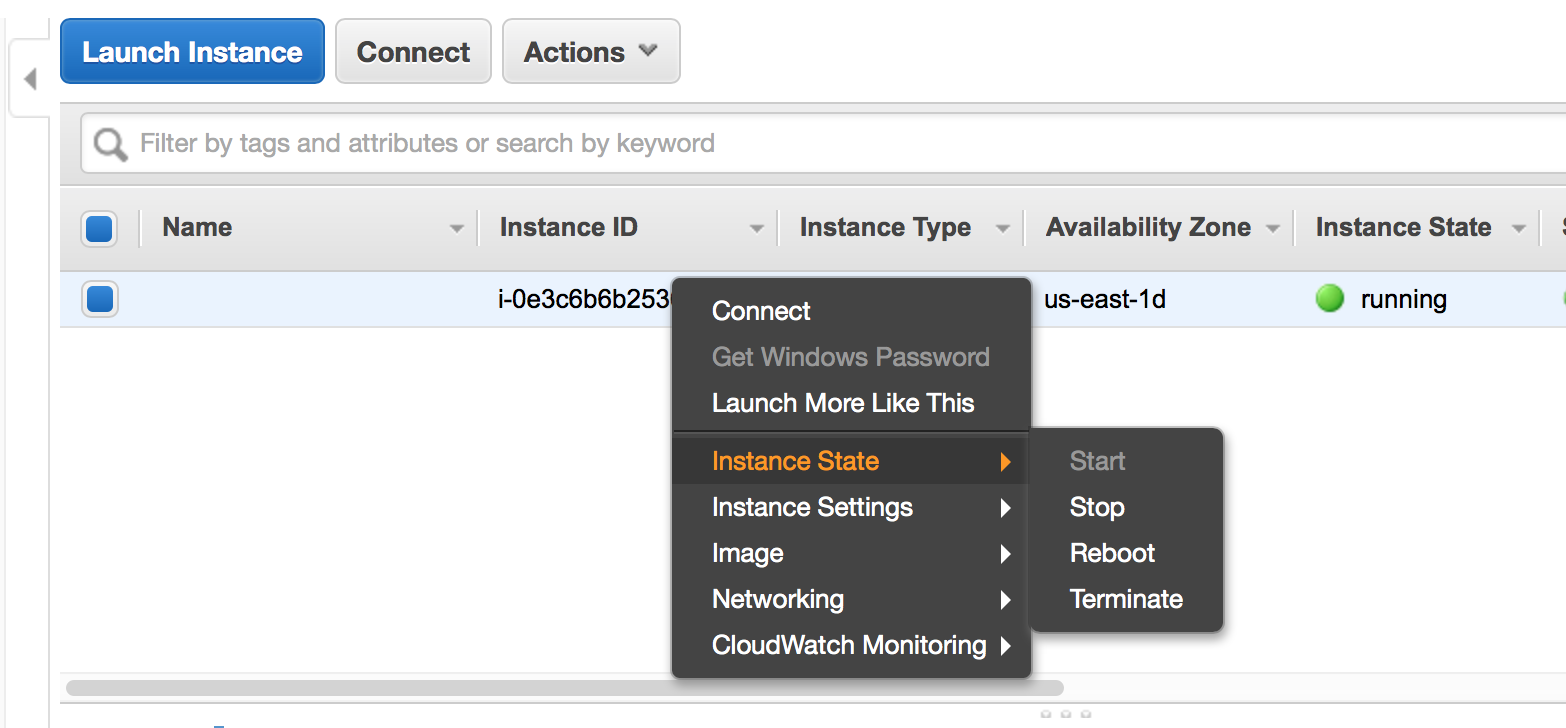 Launch Instance Connect Actions
Filter by tags and attributes or search by keyword
Name Instance ID Instance Type Availability Zone Instance State
i-0e3c6b6b253 us-east-1d running
Connect
Get Windows Password
Launch More Like This
Instance State
Instance Settings
Image
Networking
CloudWatch Monitoring
Start
Stop
Reboot
Terminate